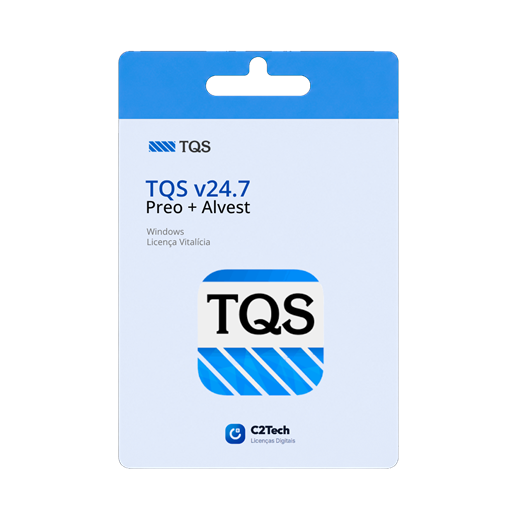 TQS
TQS v24.7
Preo + Alvest
Windows
Licença Vitalícia
TQS
C2Tech
Licenças Digitais